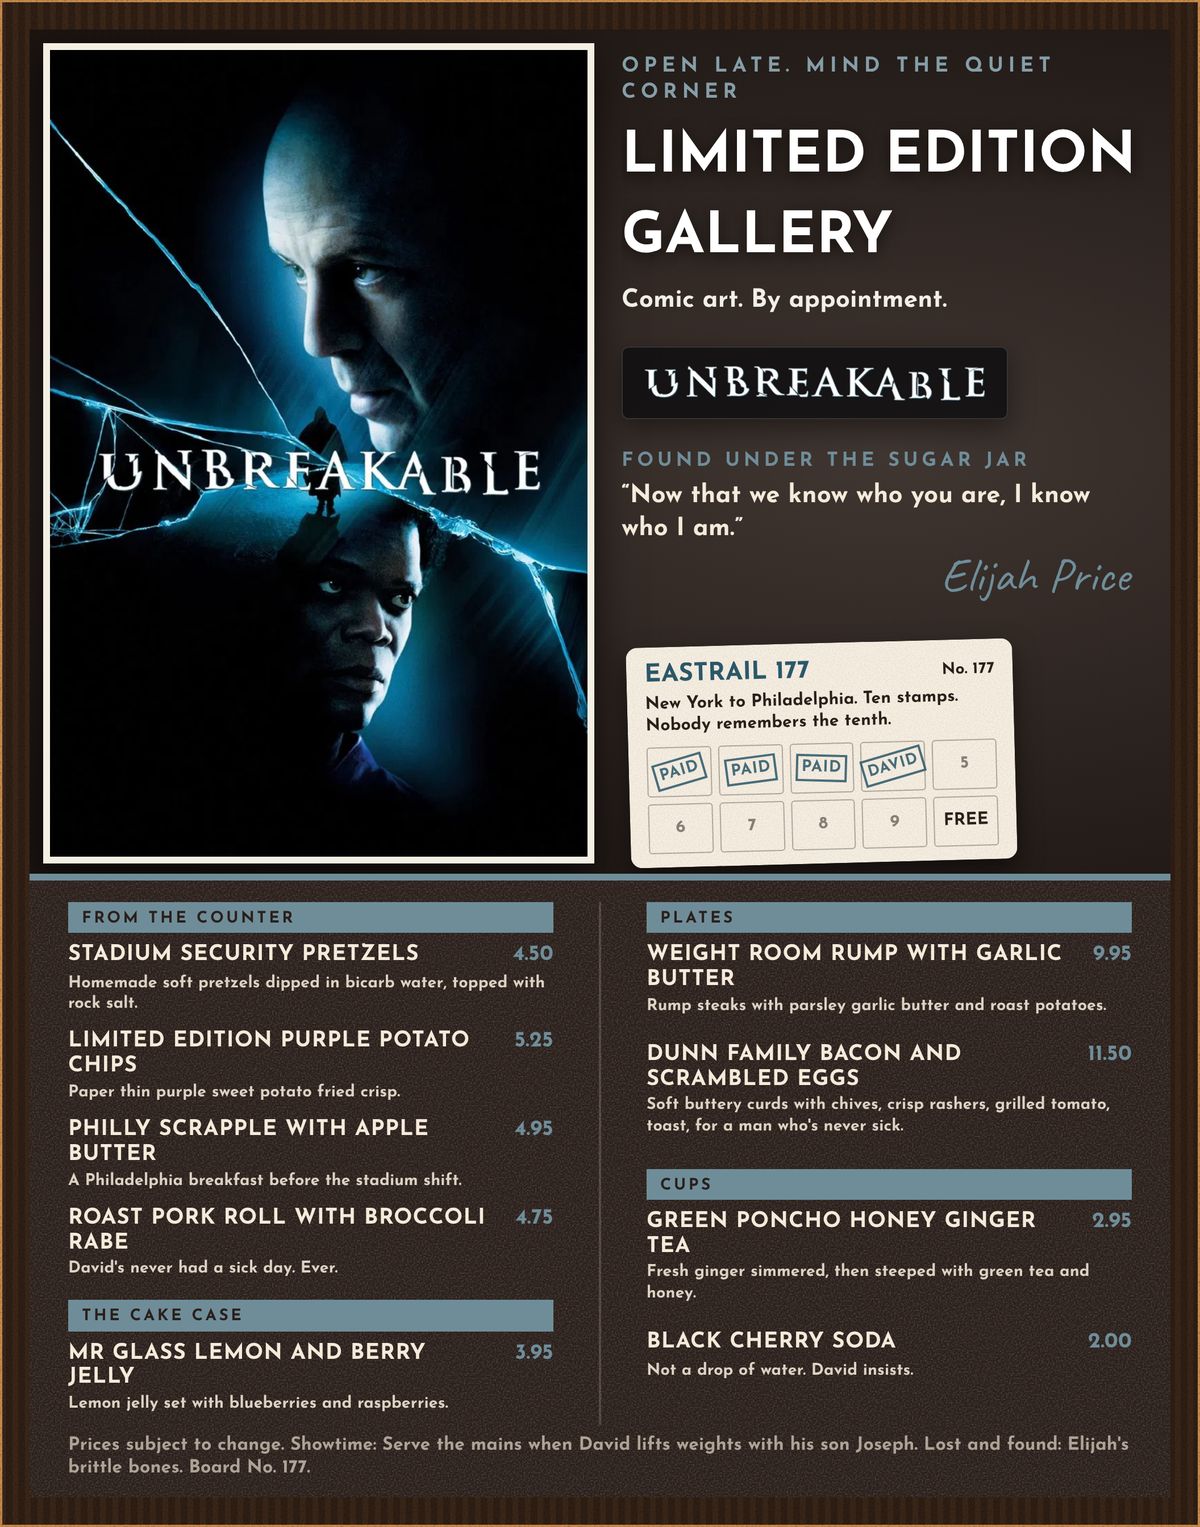 UNBREAKABLE
OPEN LATE. MIND THE QUIET
CORNER
LIMITED EDITION
GALLERY
Comic art. By appointment.
UNBREAKABLE
FOUND UNDER THE SUGAR JAR
“Now that we know who you are, I know
who I am.”
Elijah Price
EASTRAIL 177
No. 177
New York to Philadelphia. Ten stamps.
Nobody remembers the tenth.
PAID PAID PAID DAVID 5
6 7 8 9 FREE
FROM THE COUNTER
STADIUM SECURITY PRETZELS 4.50
Homemade soft pretzels dipped in bicarb water, topped with
rock salt.
LIMITED EDITION PURPLE POTATO 5.25
CHIPS
Paper thin purple sweet potato fried crisp.
PHILLY SCRAPPLE WITH APPLE 4.95
BUTTER
A Philadelphia breakfast before the stadium shift.
ROAST PORK ROLL WITH BROCCOLI 4.75
RABE
David's never had a sick day. Ever.
THE CAKE CASE
MR GLASS LEMON AND BERRY 3.95
JELLY
Lemon jelly set with blueberries and raspberries.
PLATES
WEIGHT ROOM RUMP WITH GARLIC 9.95
BUTTER
Rump steaks with parsley garlic butter and roast potatoes.
DUNN FAMILY BACON AND 11.50
SCRAMBLED EGGS
Soft buttery curds with chives, crisp rashers, grilled tomato,
toast, for a man who's never sick.
CUPS
GREEN PONCHO HONEY GINGER 2.95
TEA
Fresh ginger simmered, then steeped with green tea and
honey.
BLACK CHERRY SODA 2.00
Not a drop of water. David insists.
Prices subject to change. Showtime: Serve the mains when David lifts weights with his son Joseph. Lost and found: Elijah's
brittle bones. Board No. 177.